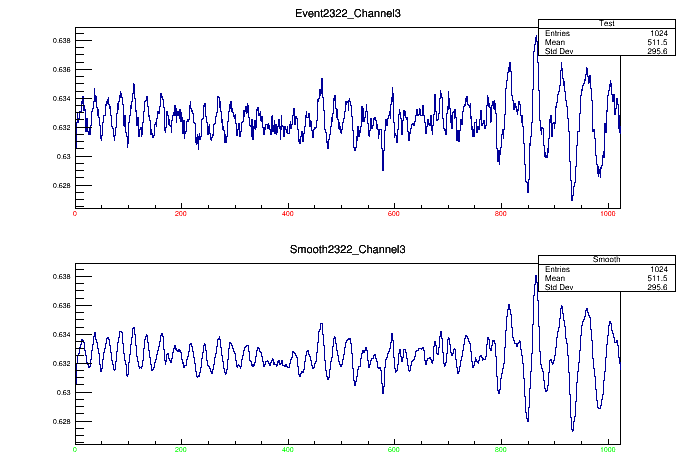 Event2322_Channel3
Test
Entries 1024
Mean 511.5
Std Dev 295.6
0.638
0.636
0.634
0.632
0.63
0.628
0 200 400 600 800 1000
Smooth2322_Channel3
Smooth
Entries 1024
Mean 511.5
Std Dev 295.6
0.638
0.636
0.634
0.632
0.63
0.628
0 200 400 600 800 1000